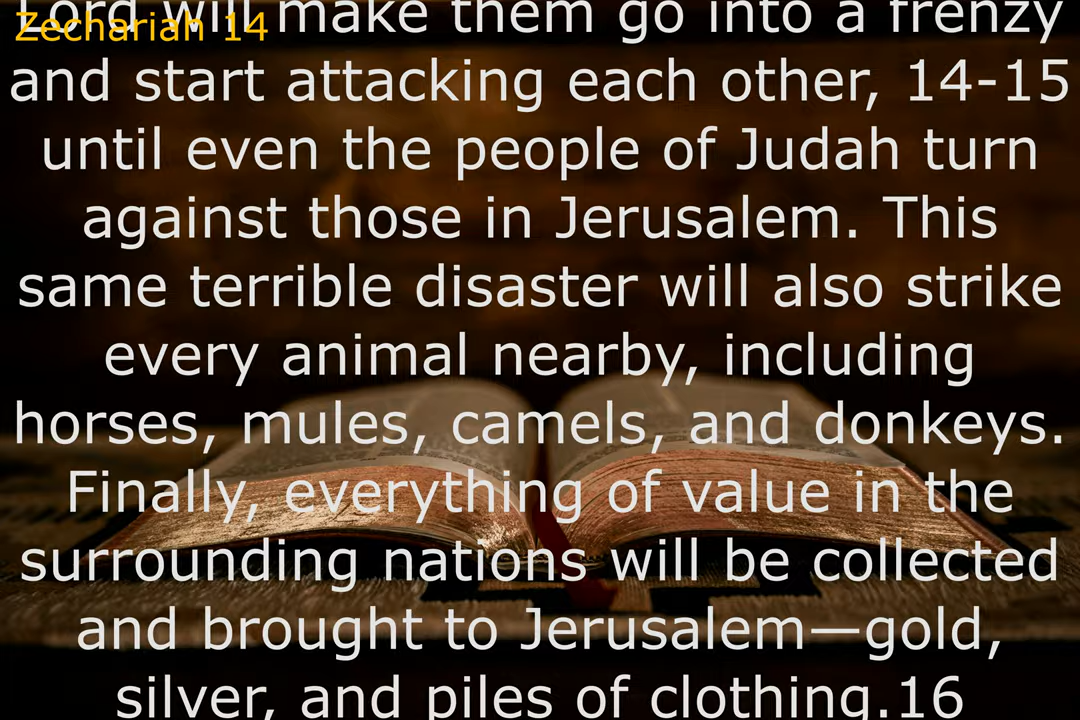 Lord will make them go into a frenzy
Zechariah 14
and start attacking each other, 14-15
until even the people of Judah turn
against those in Jerusalem. This
same terrible disaster will also strike
every animal nearby, including
horses, mules, camels, and donkeys.
Finally, everything of value in the
surrounding nations will be collected
and brought to Jerusalem—gold,
silver, and piles of clothing.16